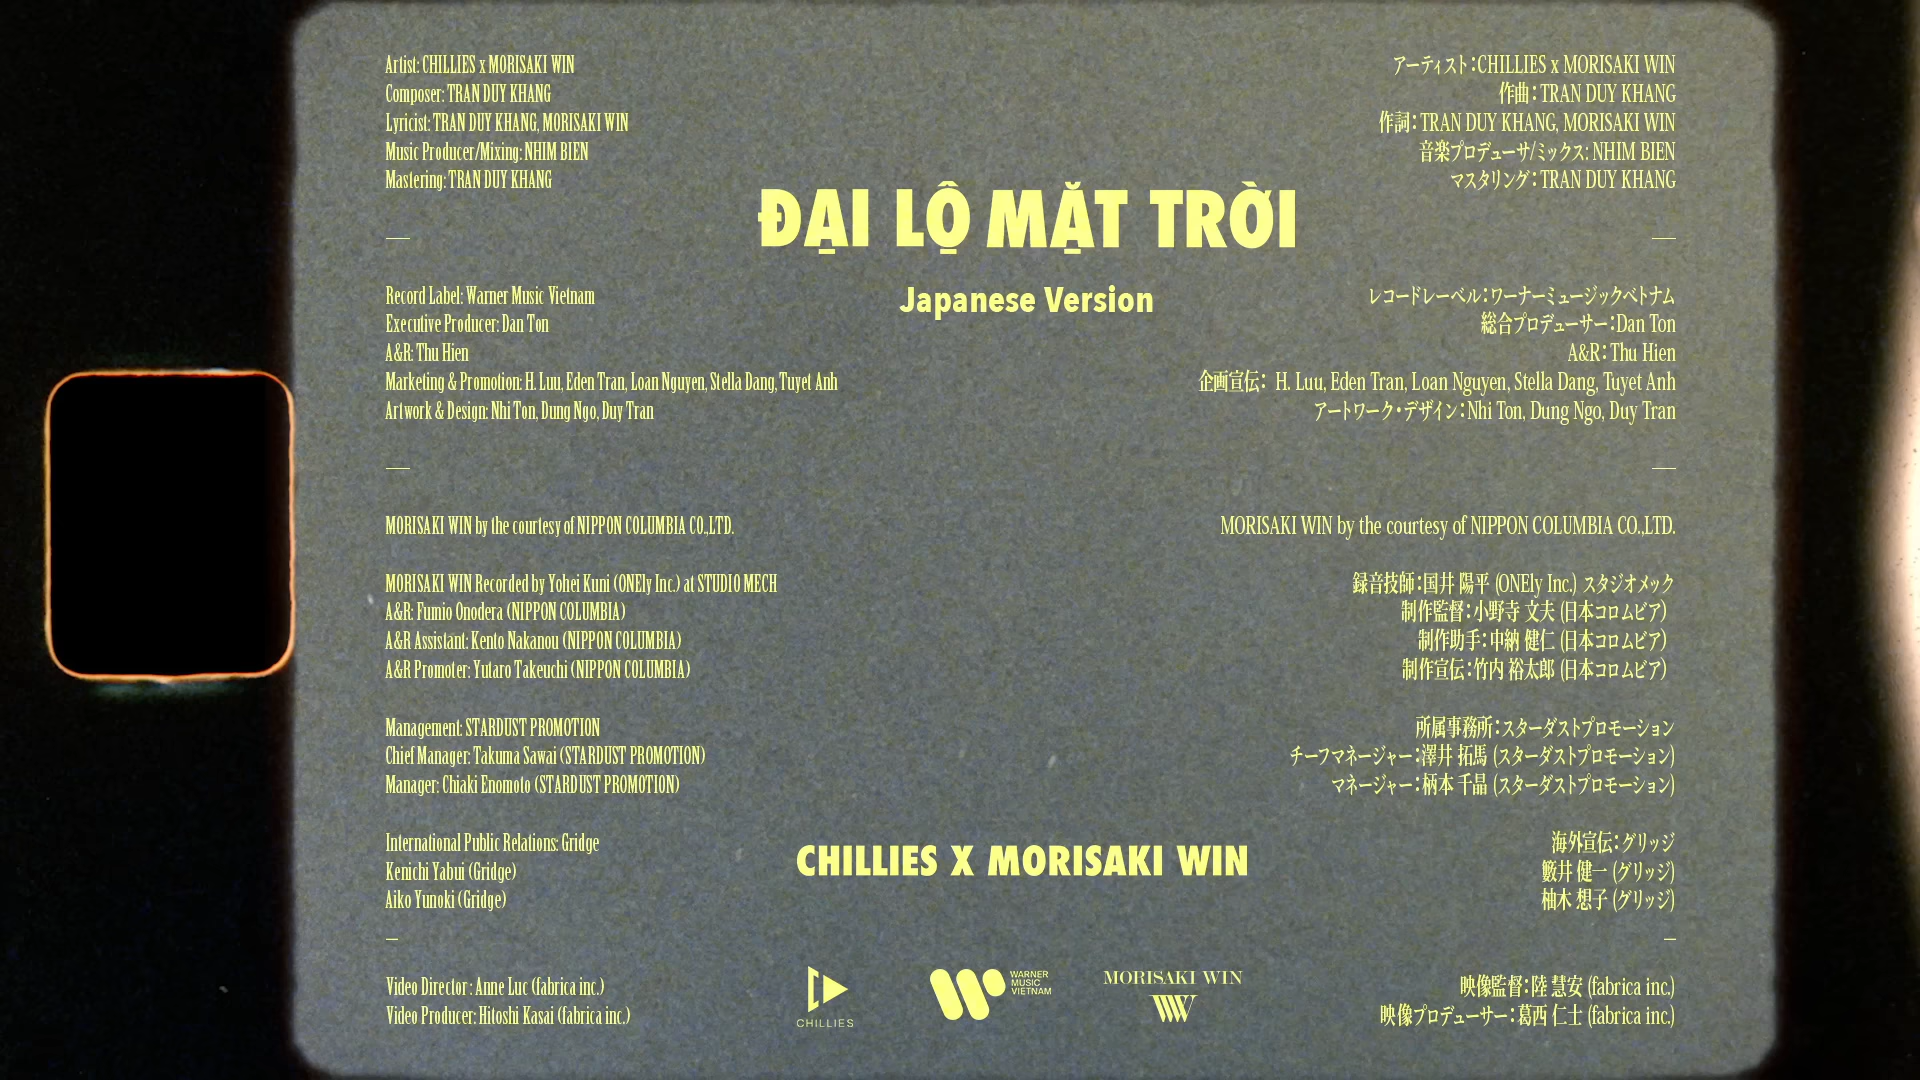 Artist: CHILLIES x MORISAKI WIN
Composer: TRAN DUY KHANG
Lyricist: TRAN DUY KHANG, MORISAKI WIN
Music Producer/Mixing: NHIM BIEN
Mastering: TRAN DUY KHANG
—
Record Label: Warner Music Vietnam
Executive Producer: Dan Ton
A&R: Thu Hien
Marketing & Promotion: H. Luu, Eden Tran, Loan Nguyen, Stella Dang, Tuyet Anh
Artwork & Design: Nhi Ton, Dung Ngo, Duy Tran
—
MORISAKI WIN by the courtesy of NIPPON COLUMBIA CO.,LTD.
MORISAKI WIN Recorded by Yohei Kuni (ONEly Inc.) at STUDIO MECH
A&R: Fumio Onodera (NIPPON COLUMBIA)
A&R Assistant: Kento Nakanou (NIPPON COLUMBIA)
A&R Promoter: Yutaro Takeuchi (NIPPON COLUMBIA)
Management: STARDUST PROMOTION
Chief Manager: Takuma Sawai (STARDUST PROMOTION)
Manager: Chiaki Enomoto (STARDUST PROMOTION)
International Public Relations: Gridge
Kenichi Yabui (Gridge)
Aiko Yunoki (Gridge)
–
Video Director: Anne Luc (fabrica inc.)
Video Producer: Hitoshi Kasai (fabrica inc.)
ĐẠI LỘ MẶT TRỜI
Japanese Version
CHILLIES X MORISAKI WIN
CHILLIES
WARNER
MUSIC
VIETNAM
MORISAKI WIN
アーティスト：CHILLIES x MORISAKI WIN
作曲：TRAN DUY KHANG
作詞：TRAN DUY KHANG, MORISAKI WIN
音楽プロデューサ/ミックス: NHIM BIEN
マスタリング：TRAN DUY KHANG
—
レコードレーベル：ワーナーミュージックベトナム
総合プロデューサー：Dan Ton
A&R：Thu Hien
企画宣伝： H. Luu, Eden Tran, Loan Nguyen, Stella Dang, Tuyet Anh
アートワーク・デザイン：Nhi Ton, Dung Ngo, Duy Tran
—
MORISAKI WIN by the courtesy of NIPPON COLUMBIA CO.,LTD.
録音技師：国井 陽平 (ONEly Inc.) スタジオメック
制作監督：小野寺 文夫 (日本コロムビア)
制作助手：中納 健仁 (日本コロムビア)
制作宣伝：竹内 裕太郎 (日本コロムビア)
所属事務所：スターダストプロモーション
チーフマネージャー：澤井 拓馬 (スターダストプロモーション)
マネージャー：柄本 千晶 (スターダストプロモーション)
海外宣伝：グリッジ
籔井 健一 (グリッジ)
柚木 想子 (グリッジ)
–
映像監督：陸 慧安 (fabrica inc.)
映像プロデューサー：葛西 仁士 (fabrica inc.)